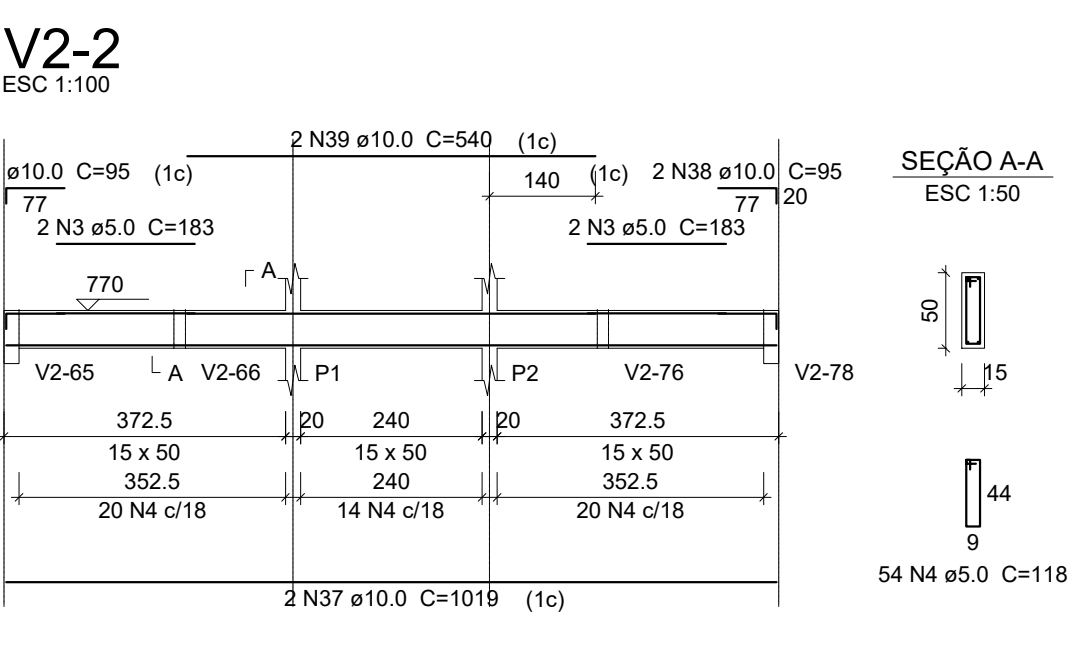 V2-2
ESC 1:100
2 N39 ø10.0 C=540 (1c)
ø10.0 C=95 (1c)
140
(1c) 2 N38 ø10.0 C=95
77
77
20
2 N3 ø5.0 C=183
2 N3 ø5.0 C=183
SEÇÃO A-A
ESC 1:50
A
770
50
15
V2-65
A
V2-66
P1
P2
V2-76
V2-78
372.5
20
240
20
372.5
15 x 50
15 x 50
15 x 50
352.5
240
352.5
20 N4 c/18
14 N4 c/18
20 N4 c/18
44
9
54 N4 ø5.0 C=118
2 N37 ø10.0 C=1019 (1c)